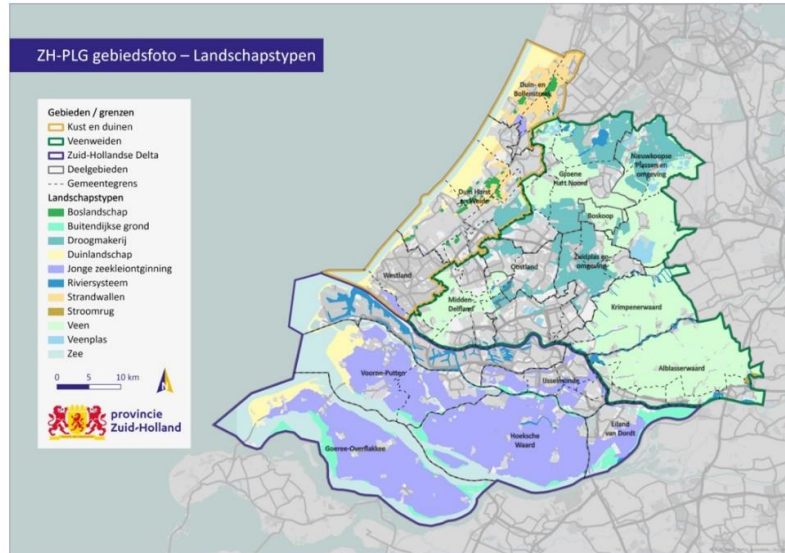 ZH-PLG gebiedsfoto – Landschapstypen
Gebieden / grenzen
Kust en duinen
Veenweiden
Zuid-Hollandse Delta
Deelgebieden
Gemeentegrens
Landschapstypen
Boslandschap
Buitendijkse grond
Droogmakerij
Duinlandschap
Jonge zeekleiontginning
Riviersysteem
Strandwallen
Stroomrug
Veen
Veenplas
Zee
0 5 10 km
provincie
Zuid-Holland
Duin- en
Bollenstreek
Duin Horst
en Weide
Westland
Groene
Hart Noord
Nieuwkoopse
Plassen en
omgeving
Boskoop
Oostland
Zuidplas en
omgeving
Midden-
Delfland
Krimpenerwaard
Alblasserwaard
Voorne-Putten
IJsselmonde
Hoeksche
Waard
Eiland
van Dordt
Goeree-Overflakkee